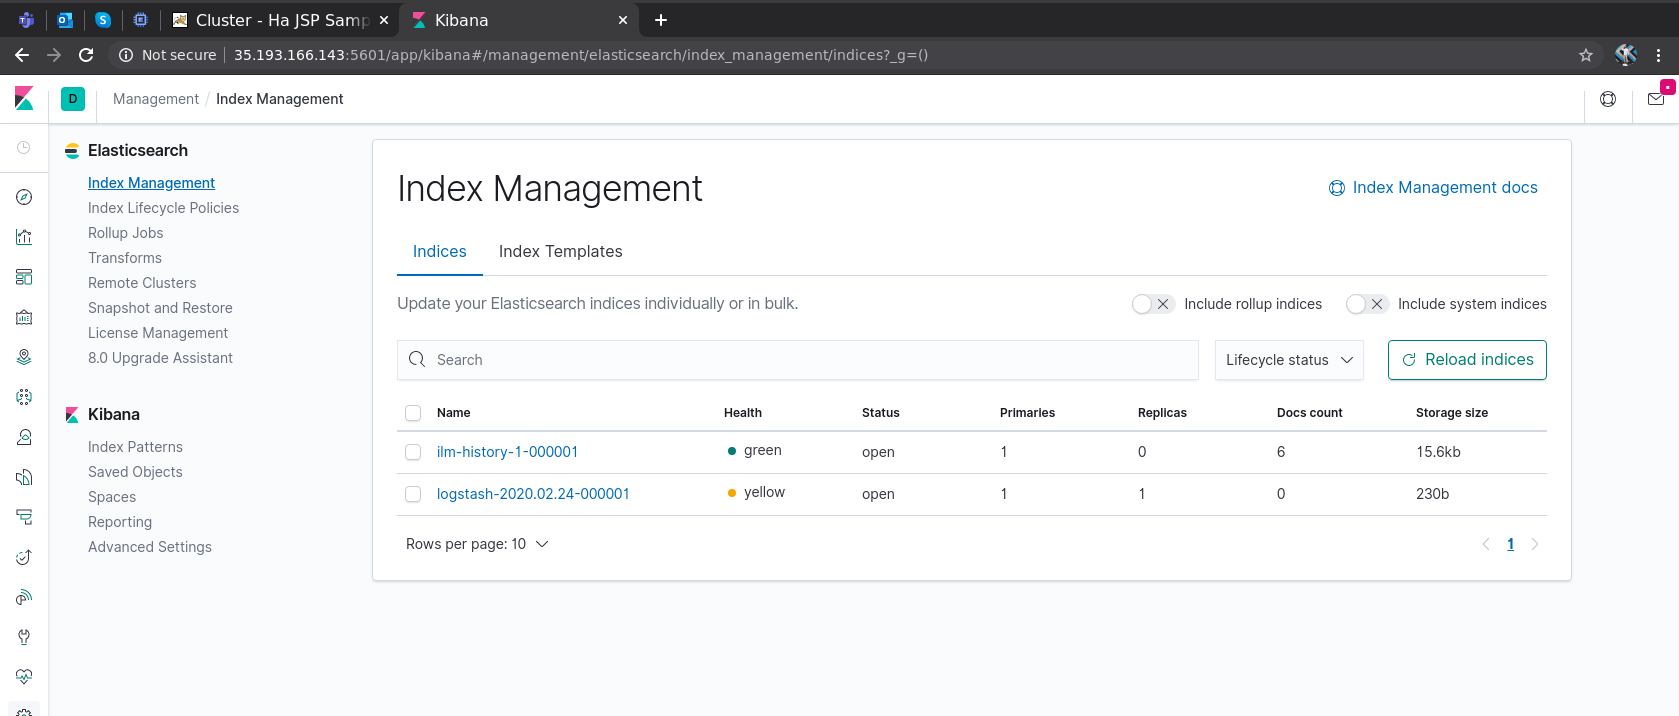 Cluster - Ha JSP Samp
Kibana
Not secure 35.193.166.143:5601/app/kibana#/management/elasticsearch/index_management/indices?_g=()
D Management / Index Management
Elasticsearch
Index Management
Index Lifecycle Policies
Rollup Jobs
Transforms
Remote Clusters
Snapshot and Restore
License Management
8.0 Upgrade Assistant
Kibana
Index Patterns
Saved Objects
Spaces
Reporting
Advanced Settings
Index Management
Index Management docs
Indices Index Templates
Update your Elasticsearch indices individually or in bulk.
Include rollup indices Include system indices
Search Lifecycle status Reload indices
Name Health Status Primaries Replicas Docs count Storage size
ilm-history-1-000001 green open 1 0 6 15.6kb
logstash-2020.02.24-000001 yellow open 1 1 0 230b
Rows per page: 10 1